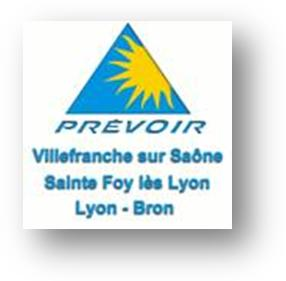 PRÉVOIR
Villefranche sur Saône
Sainte Foy lès Lyon
Lyon - Bron